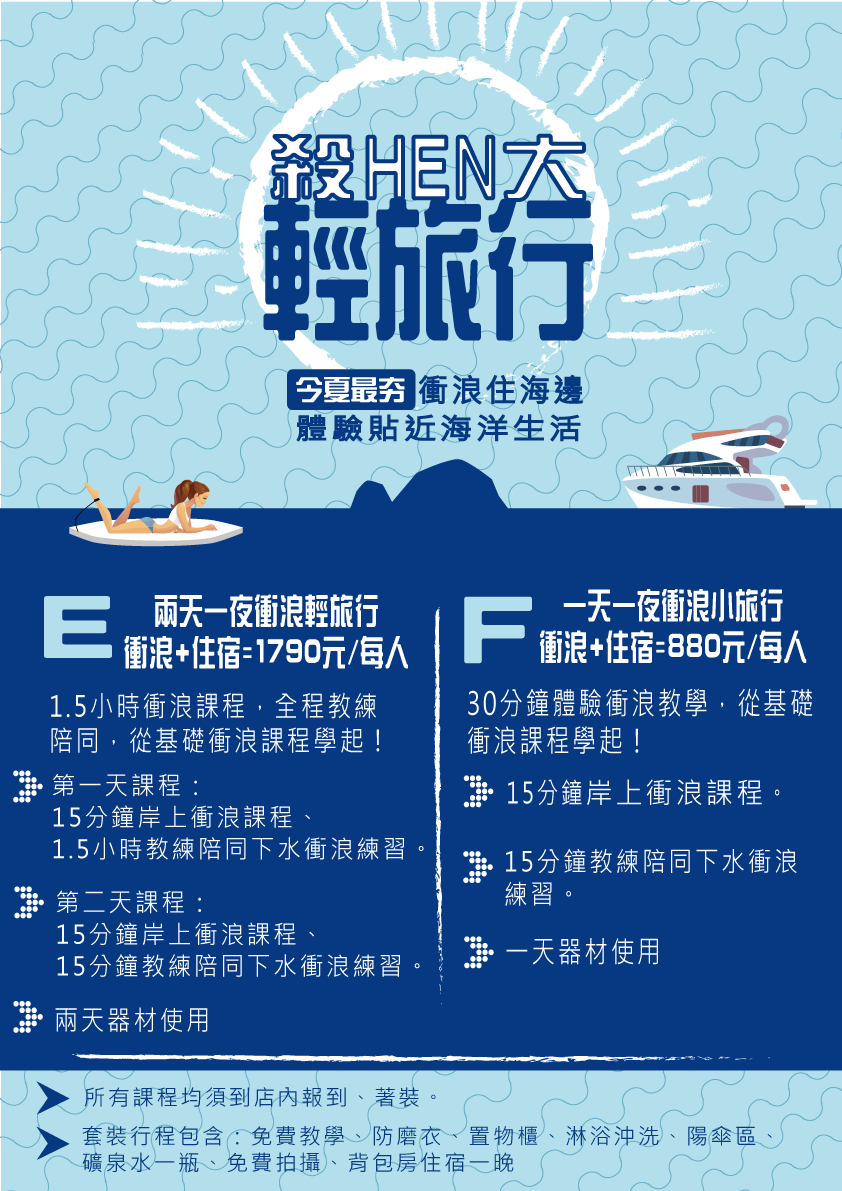 殺HEN大
輕旅行
今夏最夯 衝浪住海邊
體驗貼近海洋生活
E 兩天一夜衝浪輕旅行
衝浪+住宿=1790元/每人
1.5小時衝浪課程，全程教練
陪同，從基礎衝浪課程學起！
第一天課程：
15分鐘岸上衝浪課程、
1.5小時教練陪同下水衝浪練習。
第二天課程：
15分鐘岸上衝浪課程、
15分鐘教練陪同下水衝浪練習。
兩天器材使用
F 一天一夜衝浪小旅行
衝浪+住宿=880元/每人
30分鐘體驗衝浪教學，從基礎
衝浪課程學起！
15分鐘岸上衝浪課程。
15分鐘教練陪同下水衝浪
練習。
一天器材使用
所有課程均須到店內報到、著裝。
套裝行程包含：免費教學、防磨衣、置物櫃、淋浴沖洗、陽傘區、
礦泉水一瓶、免費拍攝、背包房住宿一晚